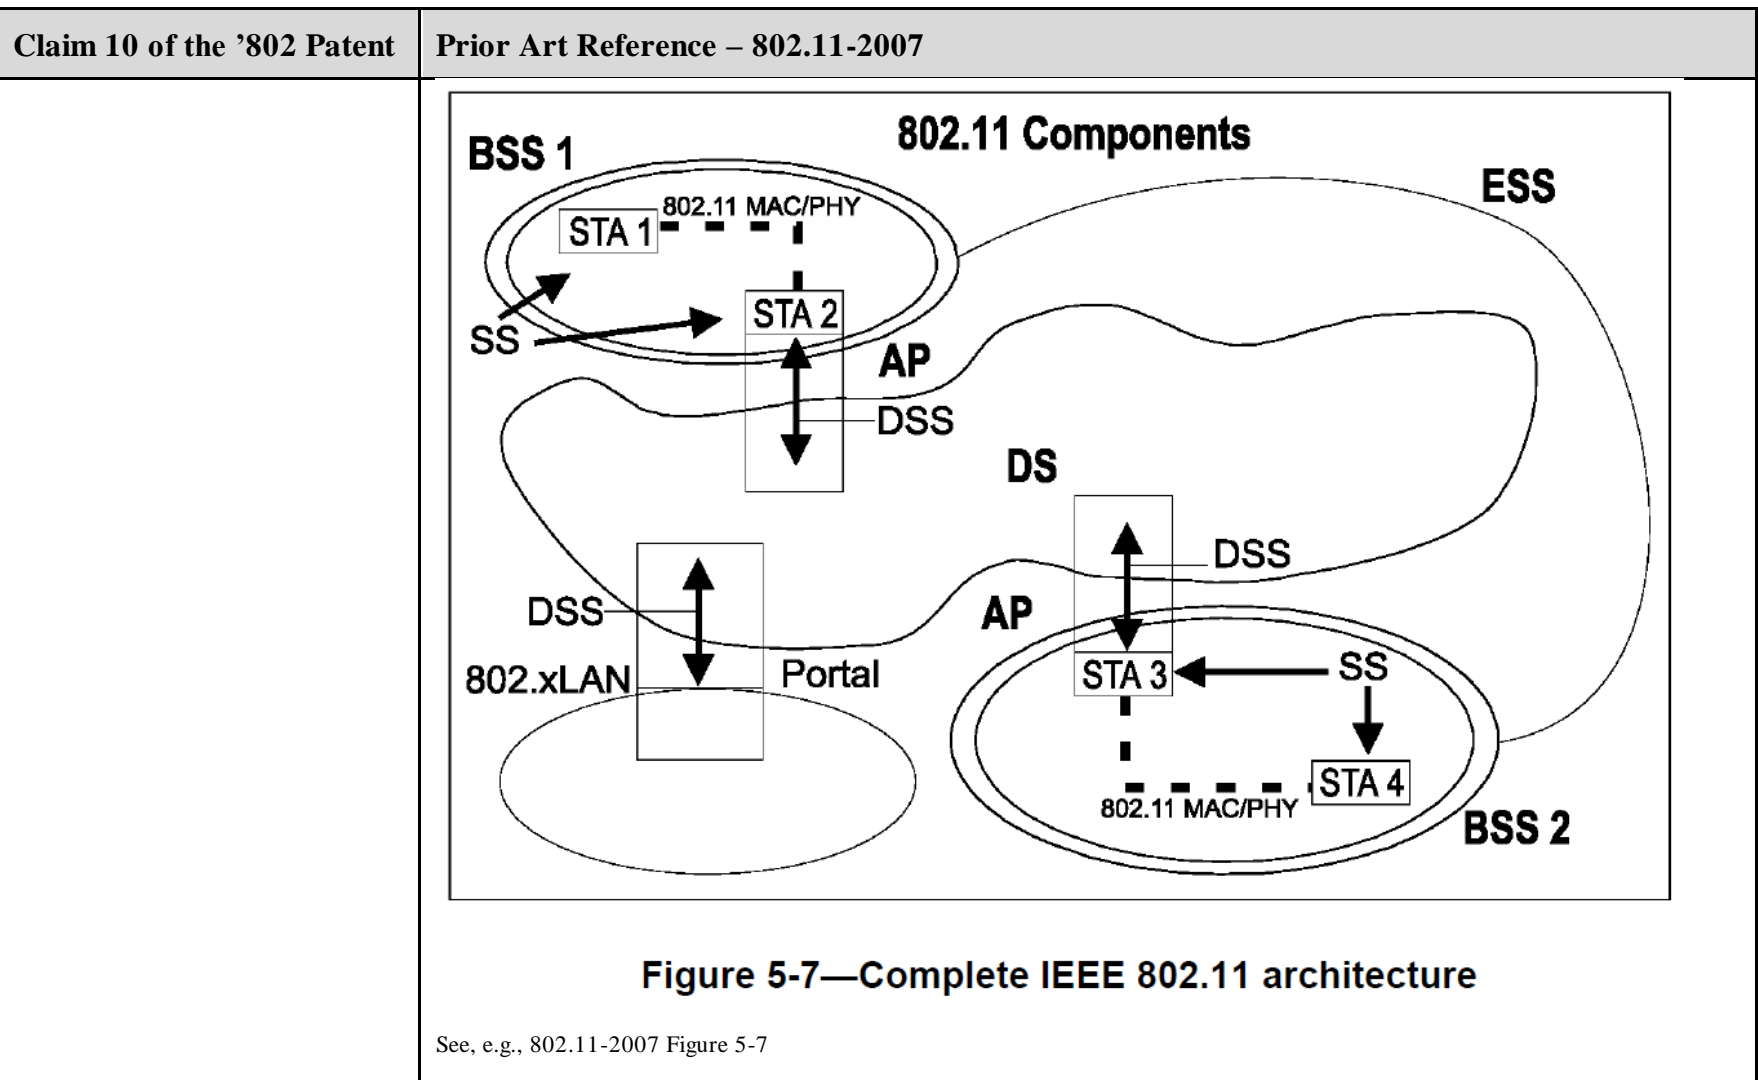 Claim 10 of the ’802 Patent
Prior Art Reference – 802.11-2007
802.11 Components
BSS 1
ESS
802.11 MAC/PHY
STA 1
STA 2
SS
AP
DSS
DS
DSS
DSS
AP
802.xLAN
Portal
STA 3
SS
STA 4
802.11 MAC/PHY
BSS 2
Figure 5-7—Complete IEEE 802.11 architecture
See, e.g., 802.11-2007 Figure 5-7